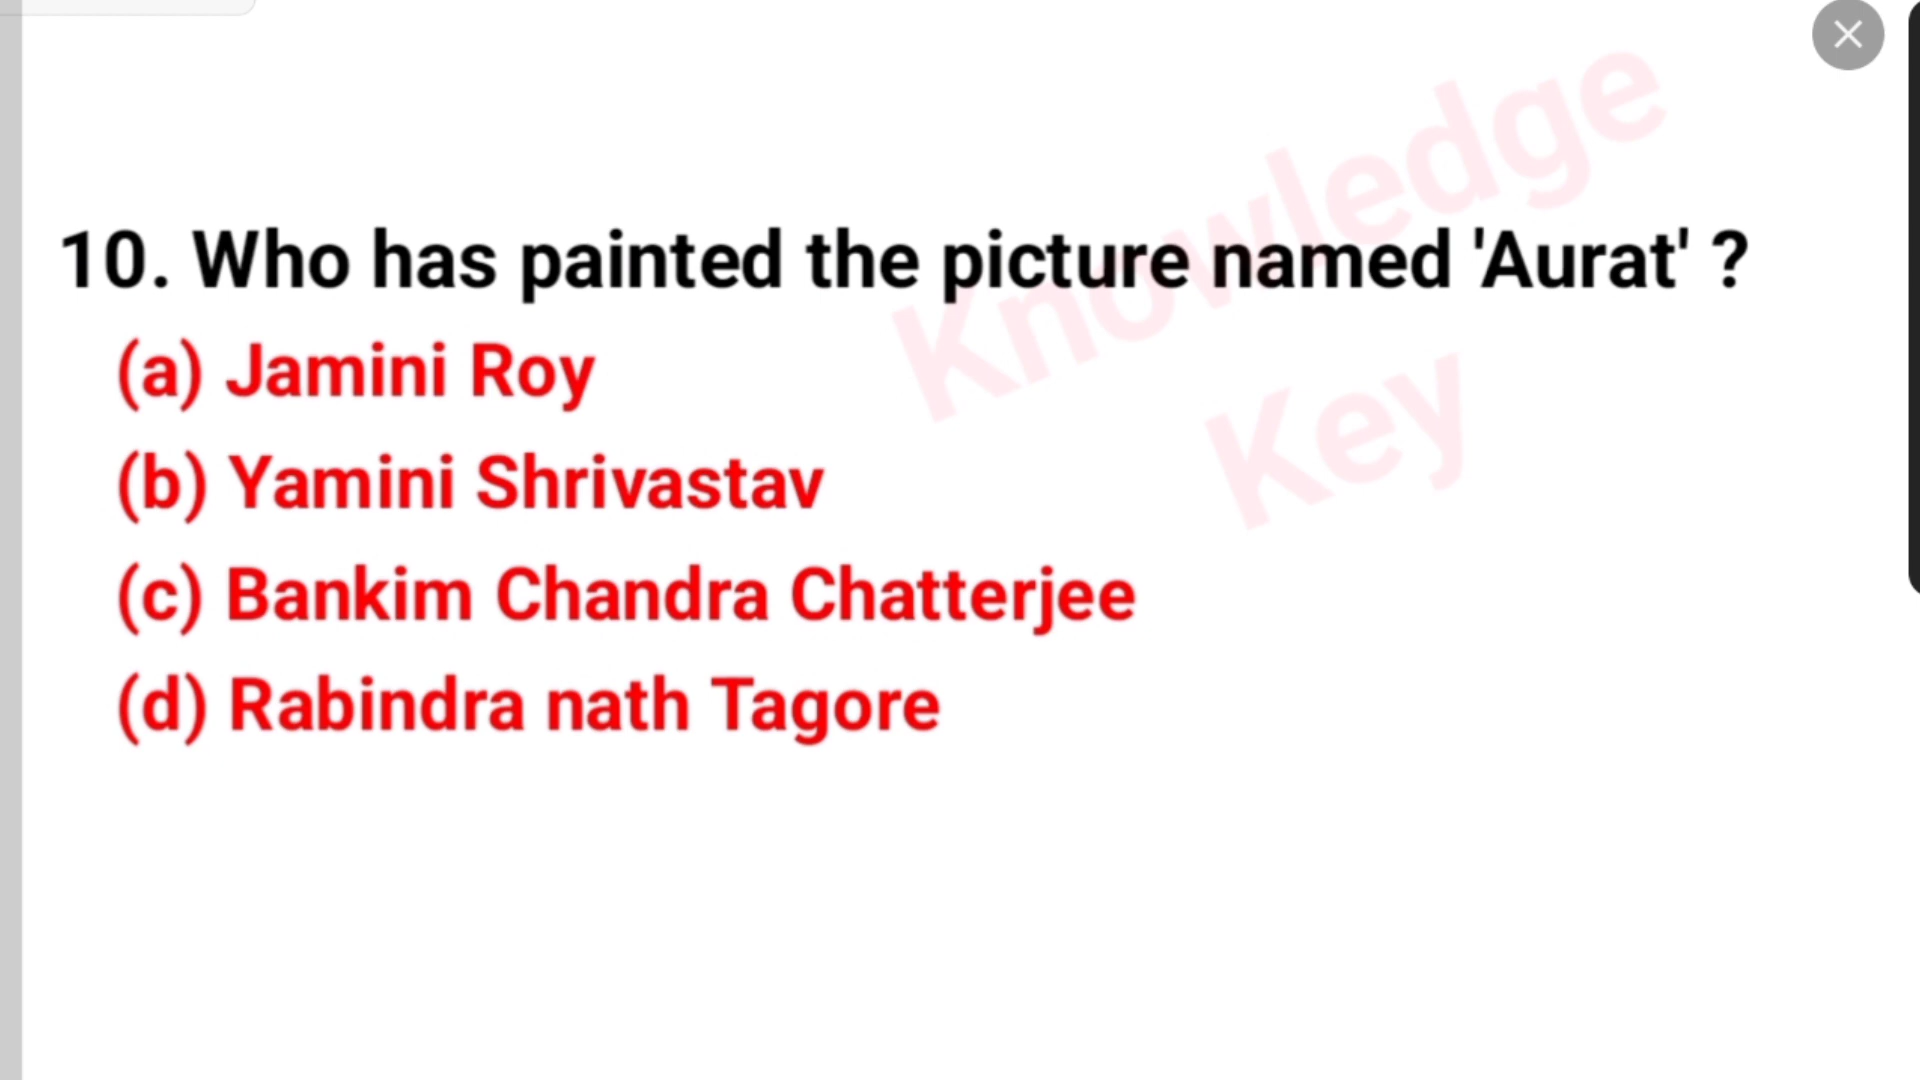 Knowledge
Key
10. Who has painted the picture named 'Aurat' ?
(a) Jamini Roy
(b) Yamini Shrivastav
(c) Bankim Chandra Chatterjee
(d) Rabindra nath Tagore